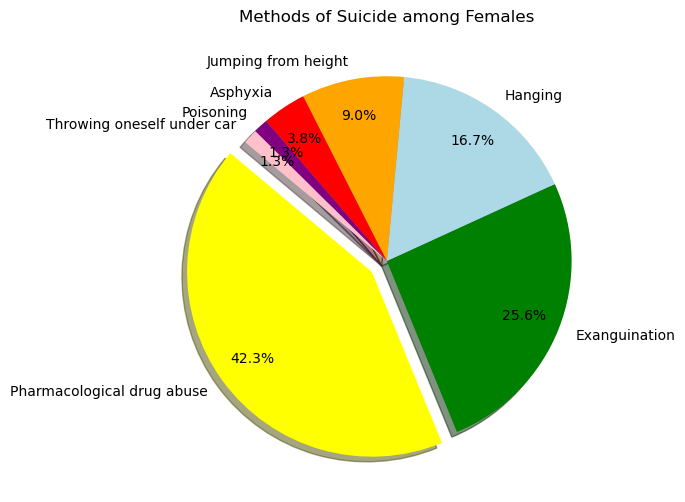 Methods of Suicide among Females
Jumping from height
Asphyxia
Hanging
Poisoning
Throwing oneself under car
9.0%
16.7%
3.8%
1.3%
1.3%
25.6%
Exanguination
42.3%
Pharmacological drug abuse